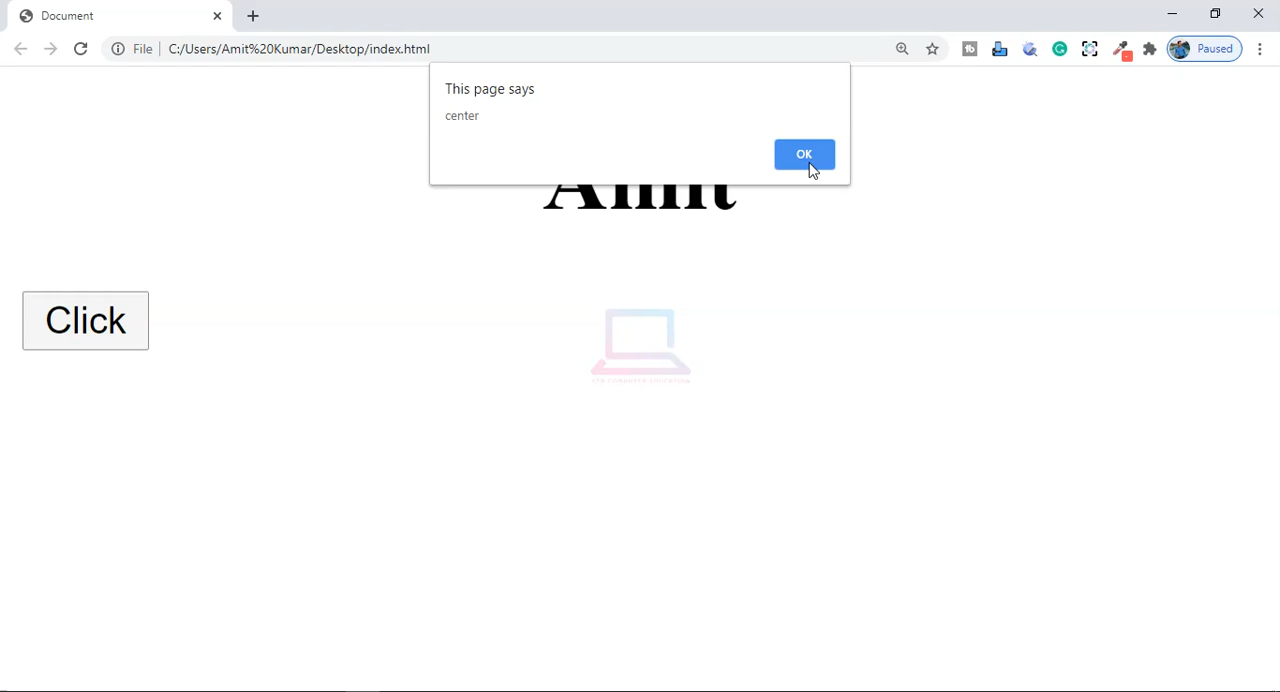 Document
File
C:/Users/Amit%20Kumar/Desktop/index.html
Paused
This page says
center
OK
Amit
Click